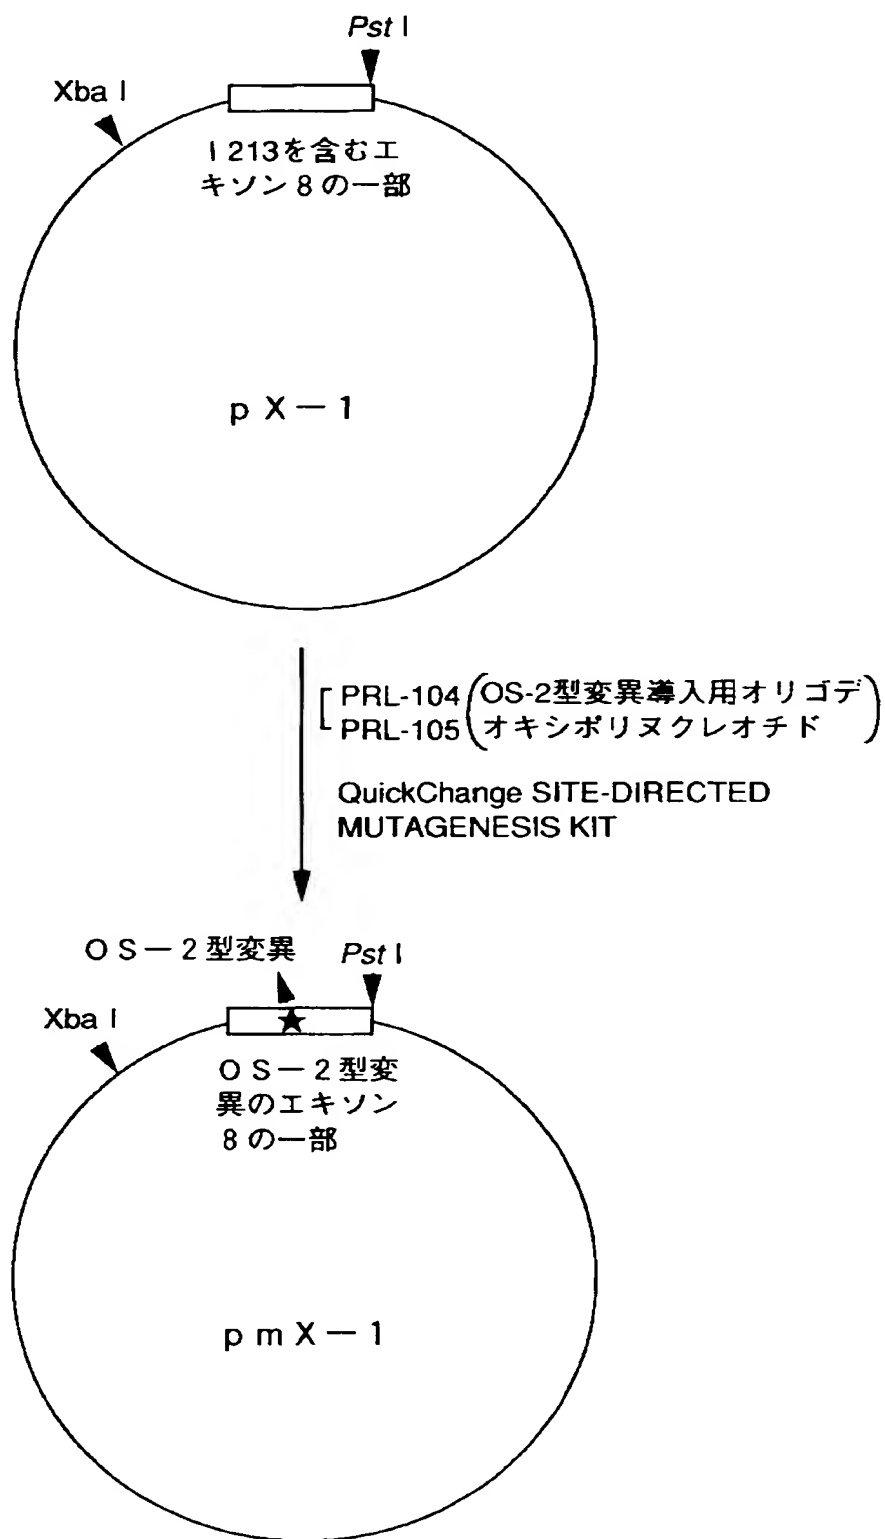 Pst I
Xba I
I 213を含むエ
キソン 8 の一部
p X － 1
PRL-104 (OS-2型変異導入用オリゴデ
PRL-105 オキシポリヌクレオチド)
QuickChange SITE-DIRECTED
MUTAGENESIS KIT
O S － 2 型変異
Pst I
Xba I
O S － 2 型変
異のエキソン
8 の一部
p m X － 1